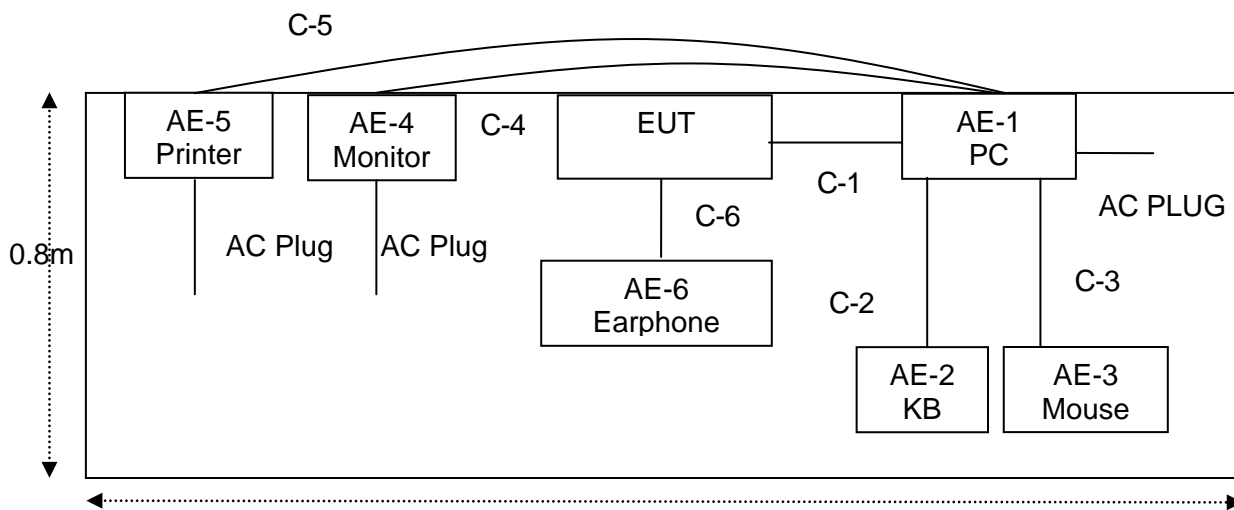 C-5
AE-5
Printer
AE-4
Monitor
C-4
EUT
AE-1
PC
C-1
AC PLUG
C-6
AC Plug
AC Plug
0.8m
AE-6
Earphone
C-2
C-3
AE-2
KB
AE-3
Mouse